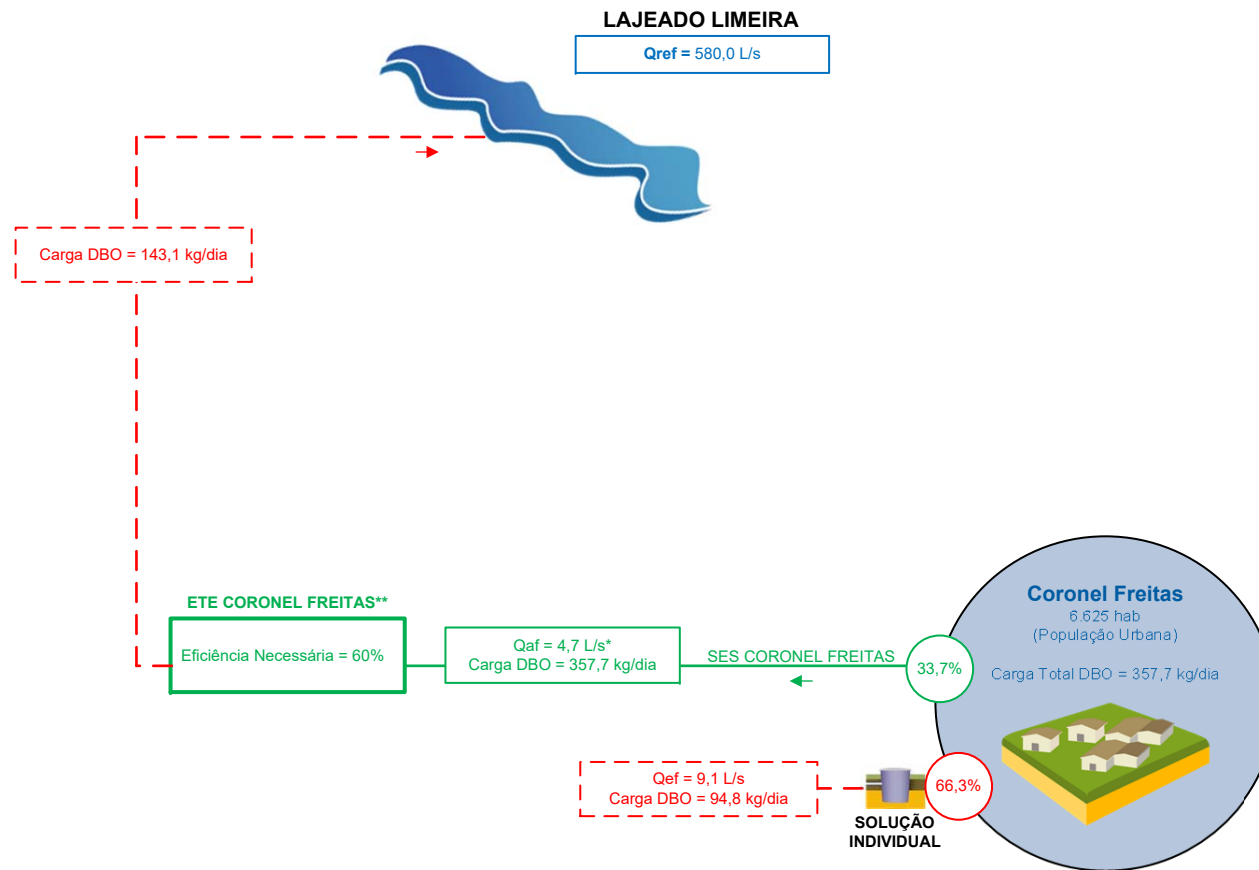 LAJEADO LIMEIRA
Qref = 580,0 L/s
Carga DBO = 143,1 kg/dia
ETE CORONEL FREITAS**
Eficiência Necessária = 60%
Qaf = 4,7 L/s*
Carga DBO = 357,7 kg/dia
SES CORONEL FREITAS
33,7%
Coronel Freitas
6.625 hab
(População Urbana)
Carga Total DBO = 357,7 kg/dia
Qef = 9,1 L/s
Carga DBO = 94,8 kg/dia
66,3%
SOLUÇÃO
INDIVIDUAL